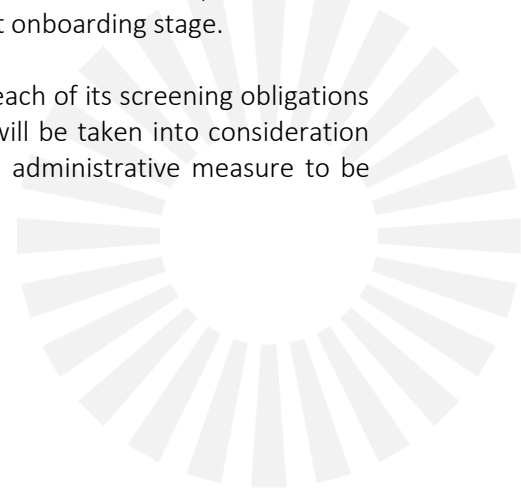 t onboarding stage.
each of its screening obligations
will be taken into consideration
administrative measure to be